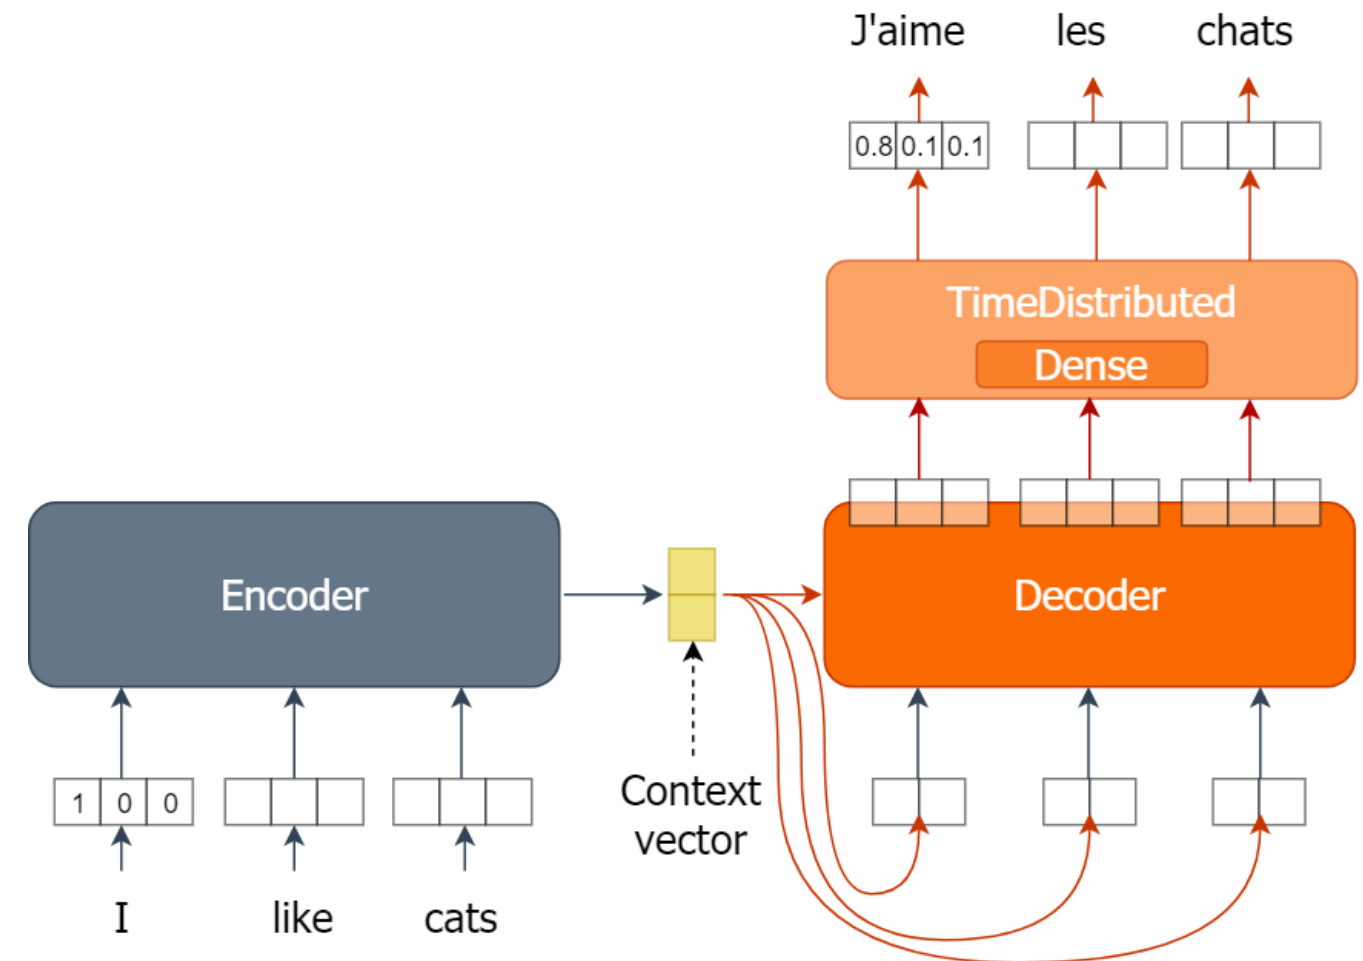 J'aime les chats
0.8 0.1 0.1
TimeDistributed
Dense
Encoder
Decoder
1 0 0
Context
vector
I like cats